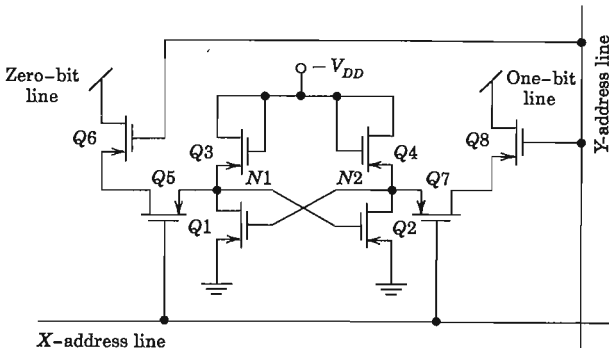 − V_DD
Zero-bit
line
One−bit
line
Y-address line
Q6
Q3
Q4
Q8
Q5
N1
N2
Q7
Q1
Q2
X−address line